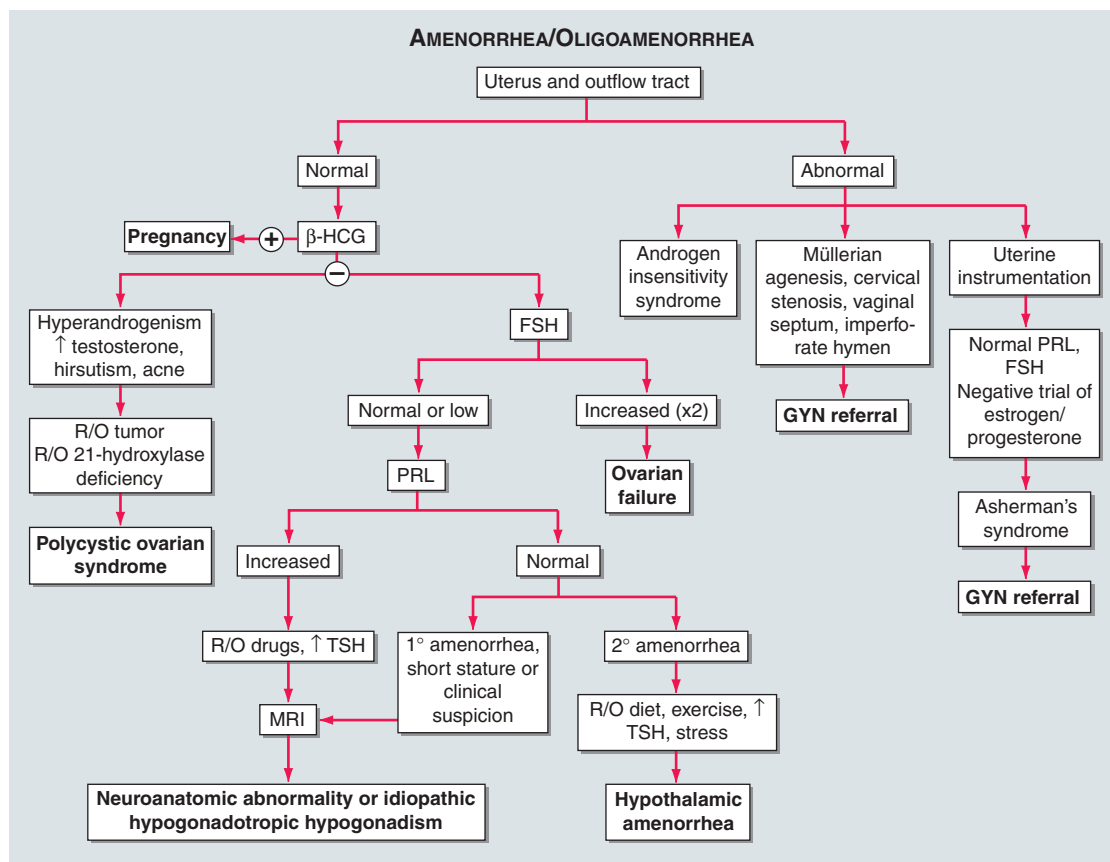 AMENORRHEA/OLIGOAMENORRHEA
Uterus and outflow tract
Normal
Abnormal
Pregnancy
+
β-HCG
−
Androgen
insensitivity
syndrome
Müllerian
agenesis, cervical
stenosis, vaginal
septum, imperfo-
rate hymen
Uterine
instrumentation
Hyperandrogenism
↑ testosterone,
hirsutism, acne
FSH
Normal PRL,
FSH
Negative trial of
estrogen/
progesterone
Normal or low
Increased (x2)
GYN referral
R/O tumor
R/O 21-hydroxylase
deficiency
PRL
Ovarian
failure
Asherman's
syndrome
Polycystic ovarian
syndrome
Increased
Normal
GYN referral
R/O drugs, ↑ TSH
1° amenorrhea,
short stature or
clinical
suspicion
2° amenorrhea
MRI
R/O diet, exercise, ↑
TSH, stress
Neuroanatomic abnormality or idiopathic
hypogonadotropic hypogonadism
Hypothalamic
amenorrhea